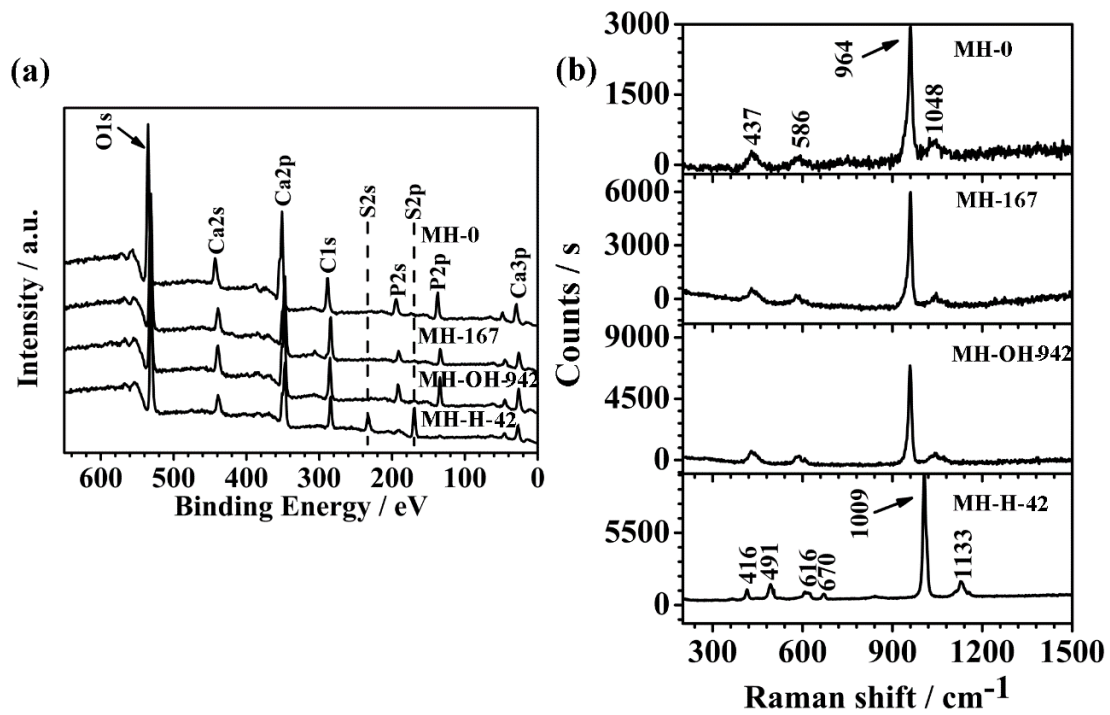 (a)
O1s
Ca2s
Ca2p
C1s
S2s
P2s
S2p
P2p
Ca3p
MH-0
MH-167
MH-OH-942
MH-H-42
Intensity / a.u.
600 500 400 300 200 100 0
Binding Energy / eV
(b)
3000
1500
0
964
437
586
1048
MH-0
6000
3000
0
MH-167
9000
4500
0
MH-OH-942
5500
0
416
491
616
670
1009
1133
MH-H-42
Counts / s
300 600 900 1200 1500
Raman shift / cm-1